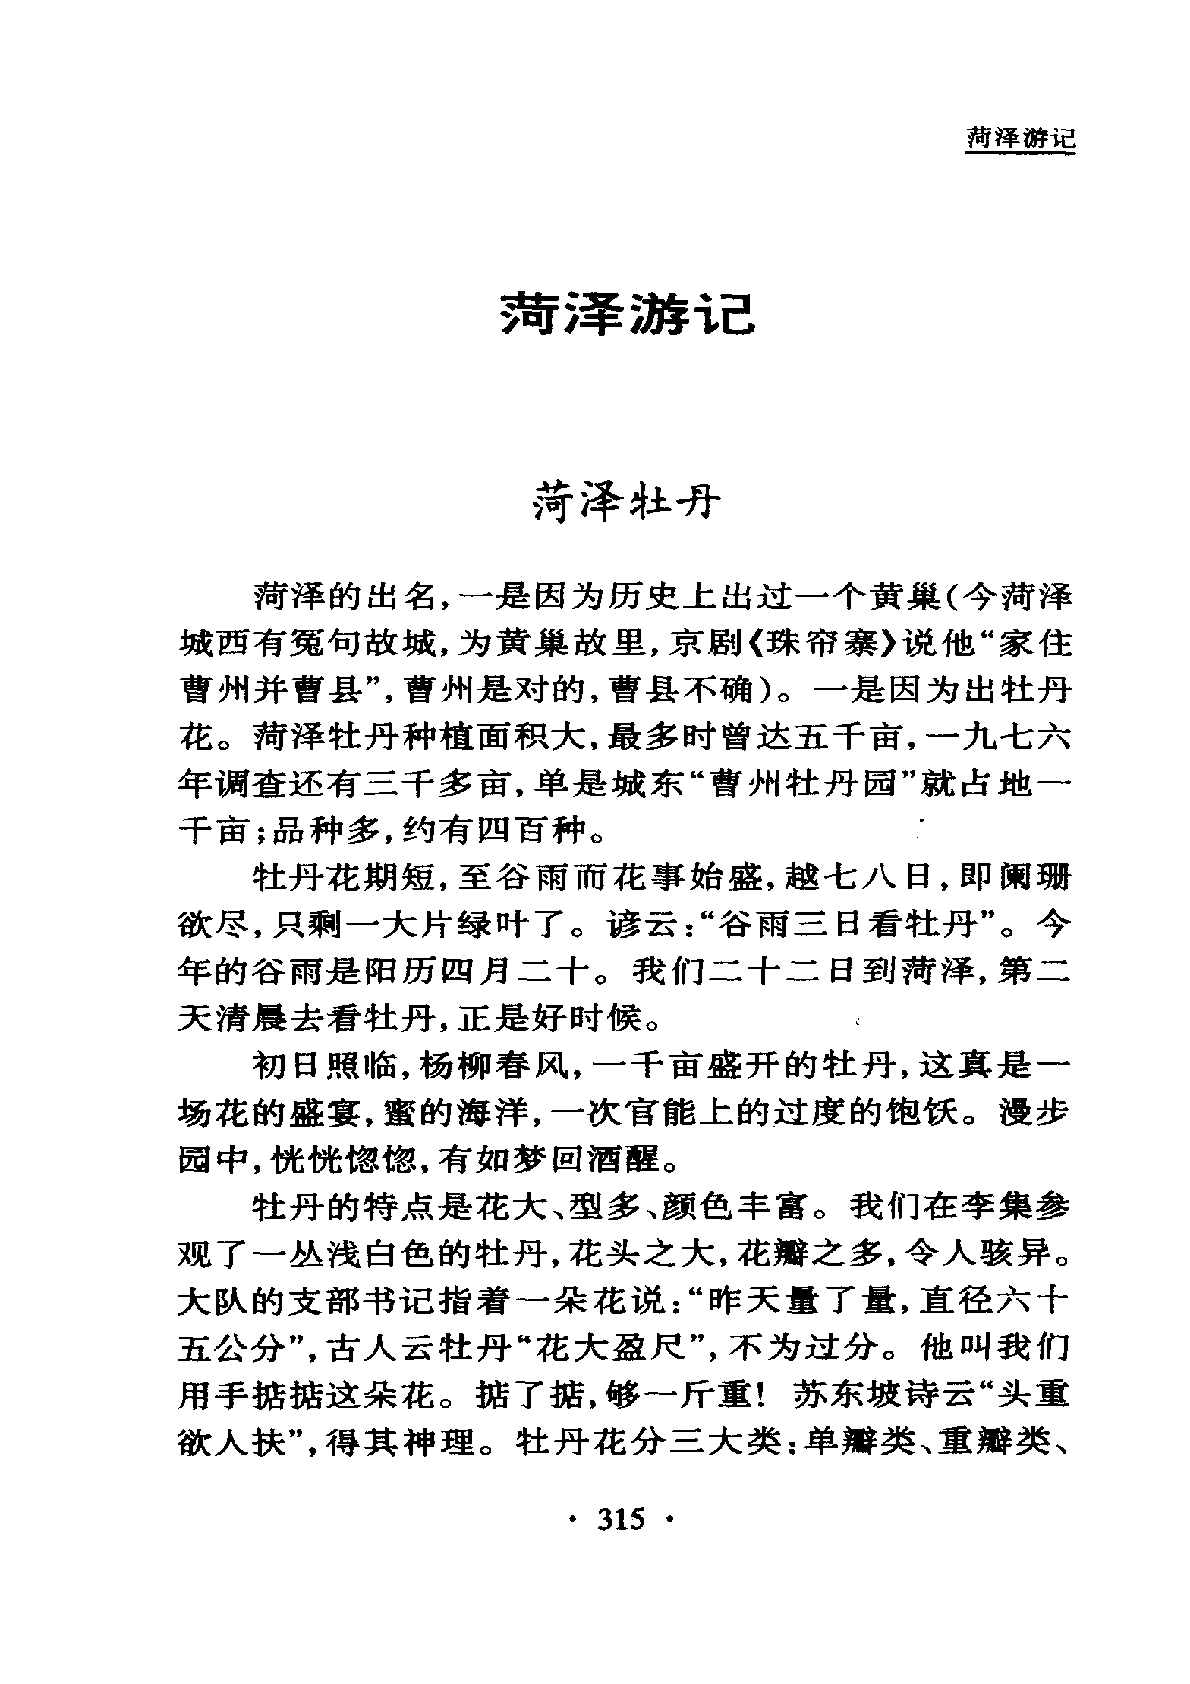 菏泽游记
菏泽游记
菏泽牡丹
菏泽的出名,一是因为历史上出过一个黄巢(今菏泽
城西有冤句故城,为黄巢故里,京剧《珠帘寨》说他“家住
曹州并曹县”,曹州是对的,曹县不确)。一是因为出牡丹
花。菏泽牡丹种植面积大,最多时曾达五千亩,一九七六
年调查还有三千多亩,单是城东“曹州牡丹园”就占地一
千亩;品种多,约有四百种。
牡丹花期短,至谷雨而花事始盛,越七八日,即阑珊
欲尽,只剩一大片绿叶了。谚云:“谷雨三日看牡丹”。今
年的谷雨是阳历四月二十。我们二十二日到菏泽,第二
天清晨去看牡丹,正是好时候。
初日照临,杨柳春风,一千亩盛开的牡丹,这真是一
场花的盛宴,蜜的海洋,一次官能上的过度的饱饫。漫步
园中,恍恍惚惚,有如梦回酒醒。
牡丹的特点是花大、型多、颜色丰富。我们在李集参
观了一丛浅白色的牡丹,花头之大,花瓣之多,令人骇异。
大队的支部书记指着一朵花说:“昨天量了量,直径六十
五公分”,古人云牡丹“花大盈尺”,不为过分。他叫我们
用手掂掂这朵花。掂了掂,够一斤重! 苏东坡诗云“头重
欲人扶”,得其神理。牡丹花分三大类:单瓣类、重瓣类、
· 315 ·